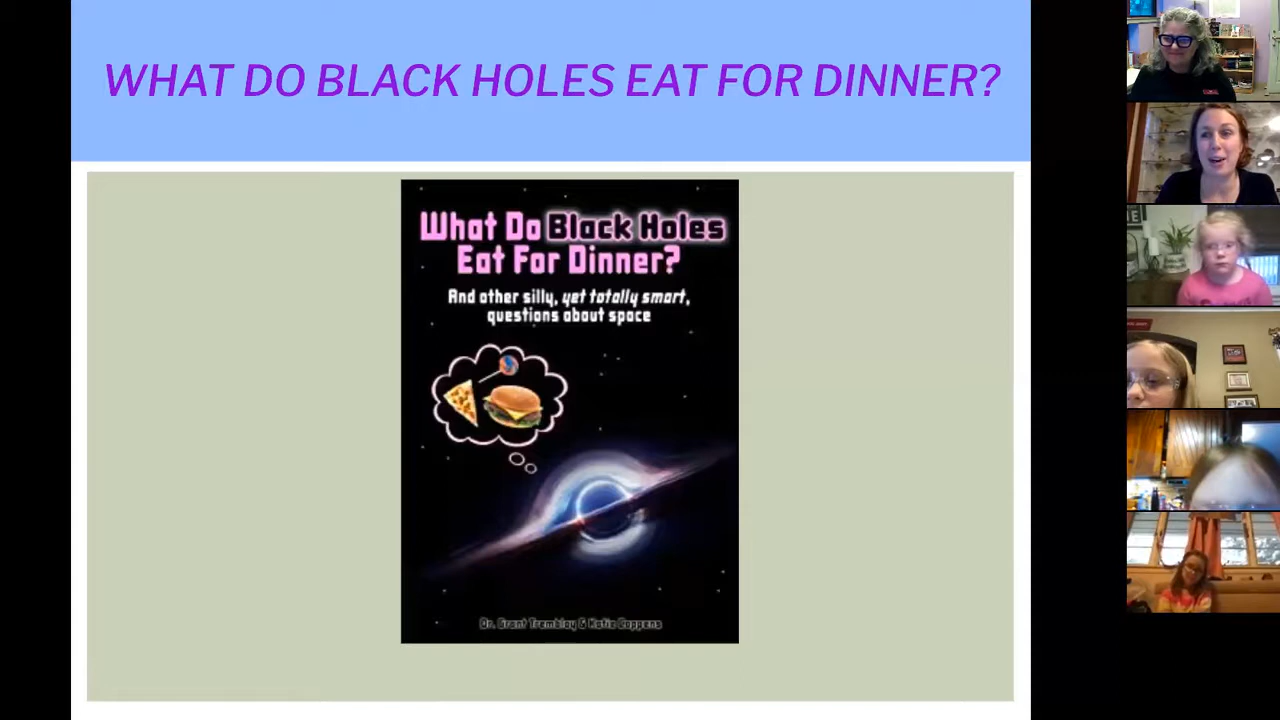 WHAT DO BLACK HOLES EAT FOR DINNER?
What Do Black Holes
Eat For Dinner?
And other silly, yet totally smart,
questions about space
Dr. Grant Tremblay & Katie Coppens